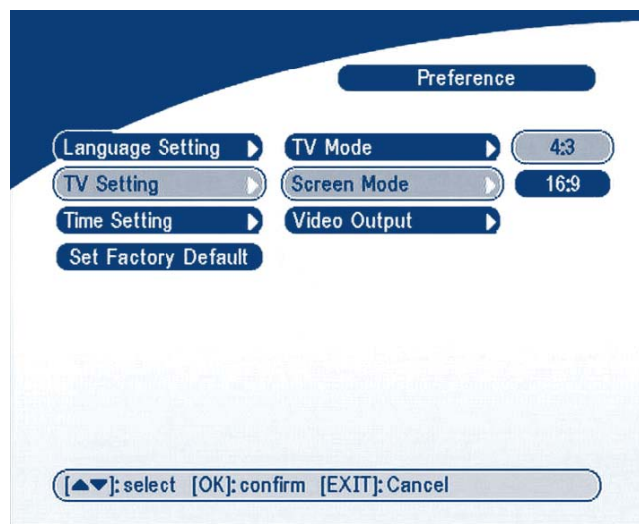 Preference
Language Setting
TV Mode
4:3
TV Setting
Screen Mode
16:9
Time Setting
Video Output
Set Factory Default
[▲▼]: select [OK]: confirm [EXIT]: Cancel